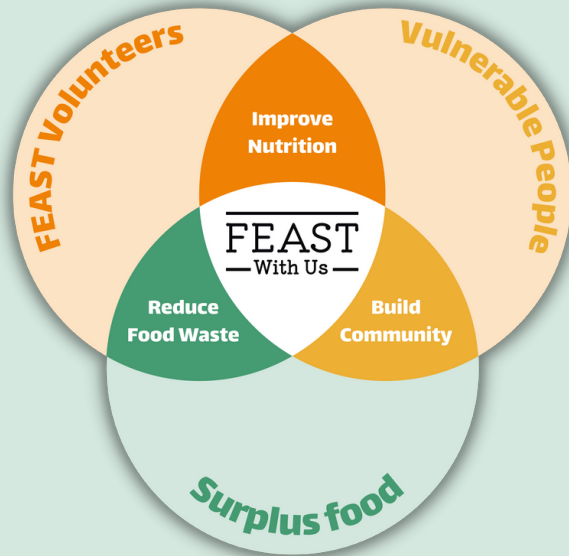 FEAST Volunteers
Vulnerable People
Improve
Nutrition
FEAST
With Us
Reduce
Food Waste
Build
Community
Surplus food